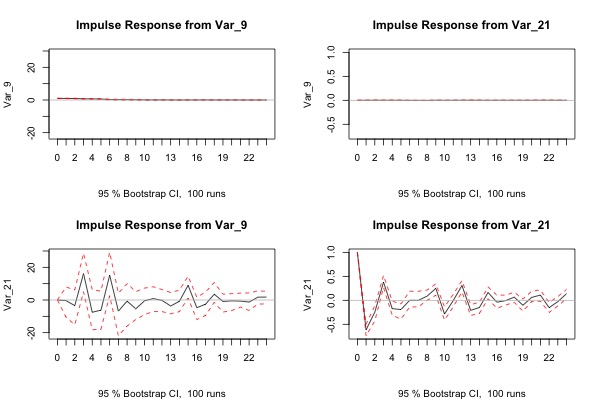 Impulse Response from Var_9
Var_9
20
0
-20
0 2 4 6 8 10 13 16 19 22
95 % Bootstrap CI, 100 runs
Impulse Response from Var_21
Var_9
1.0
0.5
0.0
-0.5
0 2 4 6 8 10 13 16 19 22
95 % Bootstrap CI, 100 runs
Impulse Response from Var_9
Var_21
20
0
-20
0 2 4 6 8 10 13 16 19 22
95 % Bootstrap CI, 100 runs
Impulse Response from Var_21
Var_21
1.0
0.5
0.0
-0.5
0 2 4 6 8 10 13 16 19 22
95 % Bootstrap CI, 100 runs